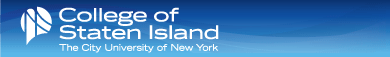 College of
Staten Island
The City University of New York